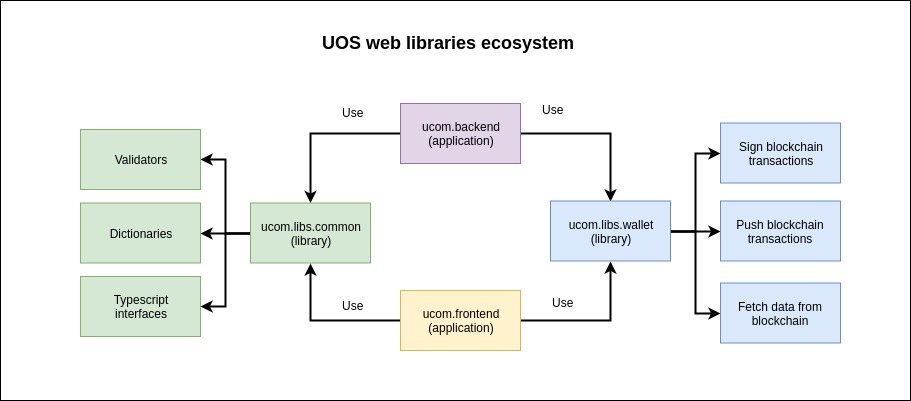 UOS web libraries ecosystem
Use
Use
ucom.backend
(application)
Validators
Dictionaries
Typescript
interfaces
ucom.libs.common
(library)
ucom.libs.wallet
(library)
Sign blockchain
transactions
Push blockchain
transactions
Fetch data from
blockchain
Use
Use
ucom.frontend
(application)